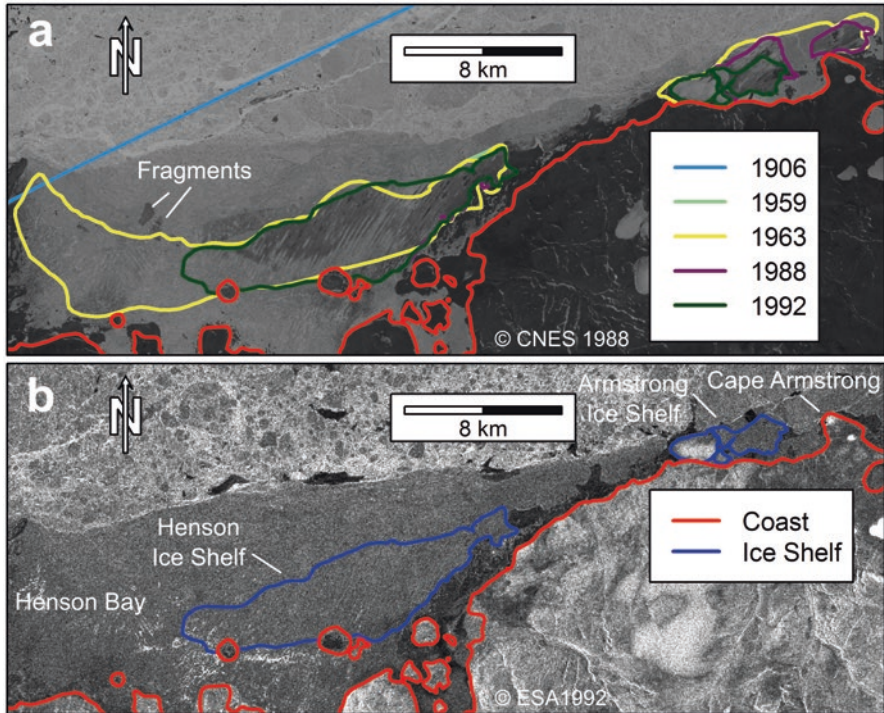 a
N
8 km
Fragments
1906
1959
1963
1988
1992
© CNES 1988
b
N
8 km
Armstrong
Ice Shelf
Cape Armstrong
Henson
Ice Shelf
Henson Bay
Coast
Ice Shelf
© ESA1992